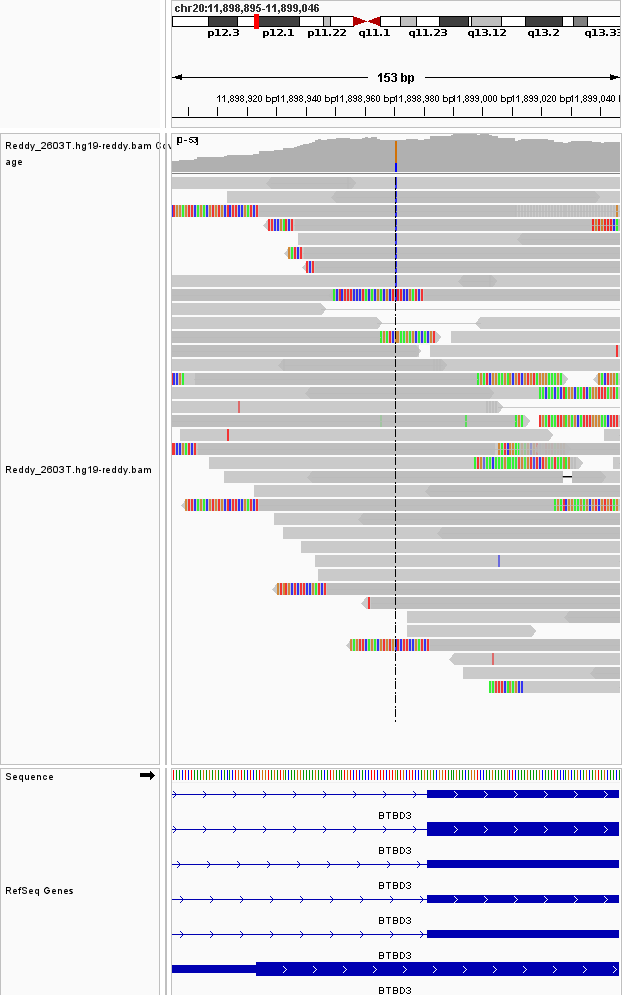 chr20:11,898,895-11,899,046
p12.3 p12.1 p11.22 q11.1 q11.23 q13.12 q13.2 q13.33
153 bp
11,898,920 bp 11,898,940 bp 11,898,960 bp 11,898,980 bp 11,899,000 bp 11,899,020 bp 11,899,040 b
Reddy_2603T.hg19-reddy.bam Cov
age
[0-53]
Reddy_2603T.hg19-reddy.bam
Sequence
BTBD3
BTBD3
BTBD3
RefSeq Genes
BTBD3
BTBD3
BTBD3